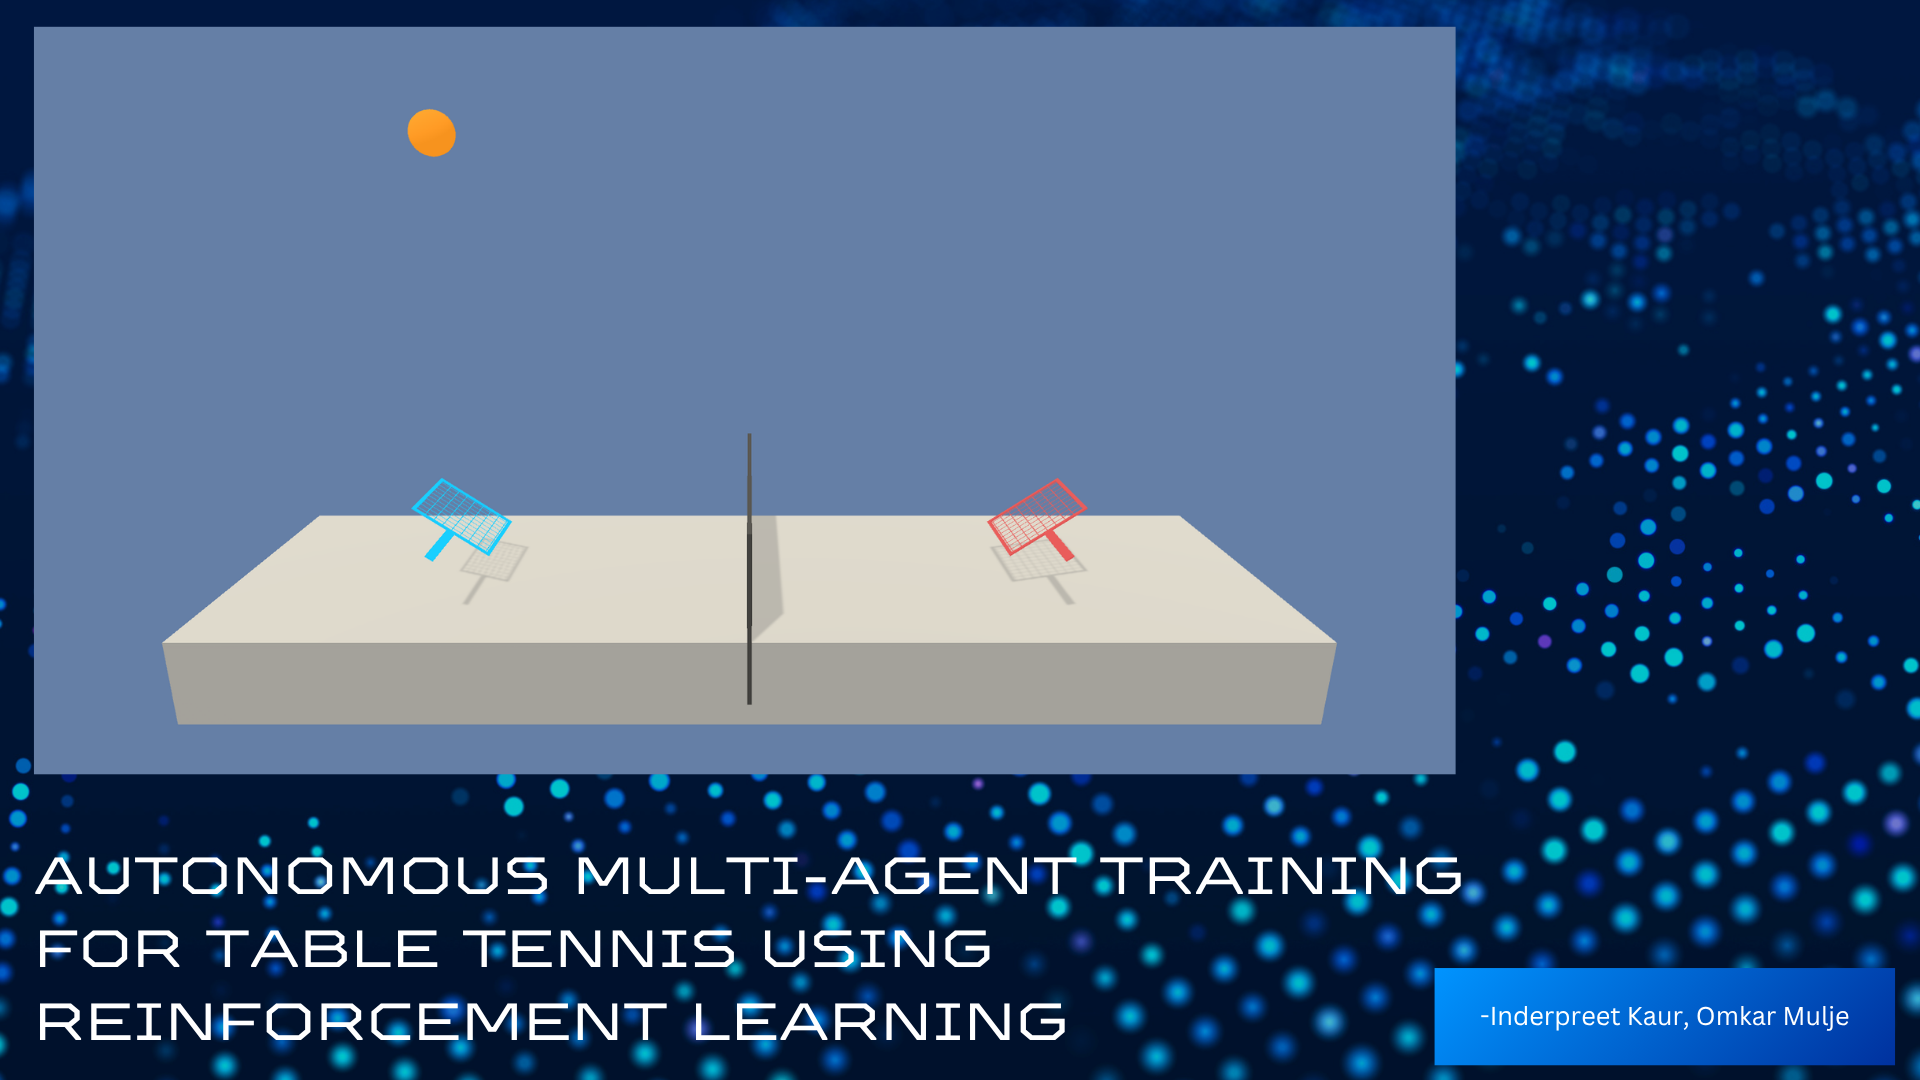 AUTONOMOUS MULTI-AGENT TRAINING
FOR TABLE TENNIS USING
REINFORCEMENT LEARNING
-Inderpreet Kaur, Omkar Mulje